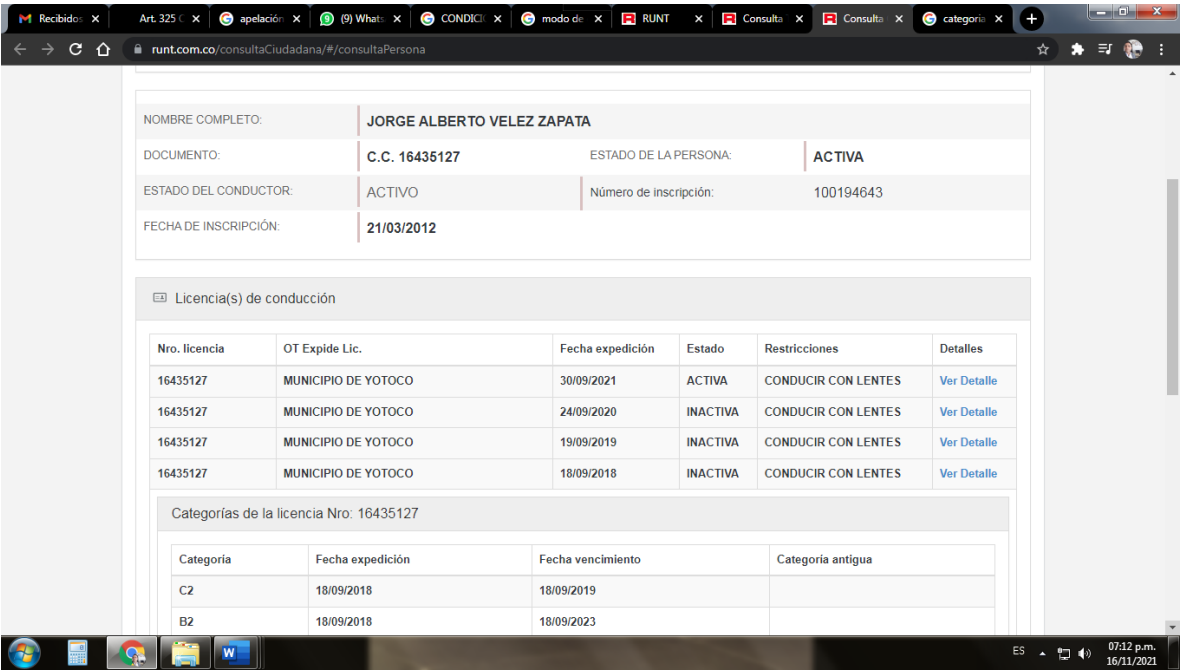 Recibidos
Art. 325
apelación
(9) Whats
CONDICI
modo de
RUNT
Consulta
Consulta
categoria
runt.com.co/consultaCiudadana/#/consultaPersona
NOMBRE COMPLETO: JORGE ALBERTO VELEZ ZAPATA
DOCUMENTO: C.C. 16435127 ESTADO DE LA PERSONA: ACTIVA
ESTADO DEL CONDUCTOR: ACTIVO Número de inscripción: 100194643
FECHA DE INSCRIPCIÓN: 21/03/2012
Licencia(s) de conducción
Nro. licencia OT Expide Lic. Fecha expedición Estado Restricciones Detalles
16435127 MUNICIPIO DE YOTOCO 30/09/2021 ACTIVA CONDUCIR CON LENTES Ver Detalle
16435127 MUNICIPIO DE YOTOCO 24/09/2020 INACTIVA CONDUCIR CON LENTES Ver Detalle
16435127 MUNICIPIO DE YOTOCO 19/09/2019 INACTIVA CONDUCIR CON LENTES Ver Detalle
16435127 MUNICIPIO DE YOTOCO 18/09/2018 INACTIVA CONDUCIR CON LENTES Ver Detalle
Categorías de la licencia Nro: 16435127
Categoría Fecha expedición Fecha vencimiento Categoría antigua
C2 18/09/2018 18/09/2019
B2 18/09/2018 18/09/2023
ES 07:12 p.m.
16/11/2021